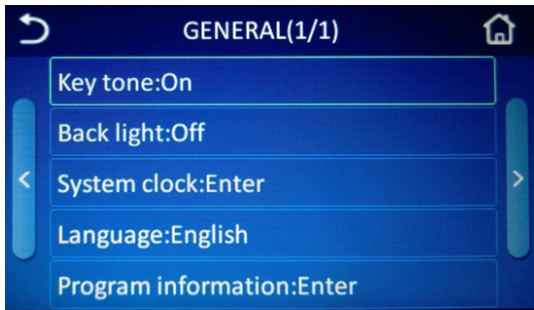 GENERAL(1/1)
Key tone:On
Back light:Off
System clock:Enter
Language:English
Program information:Enter